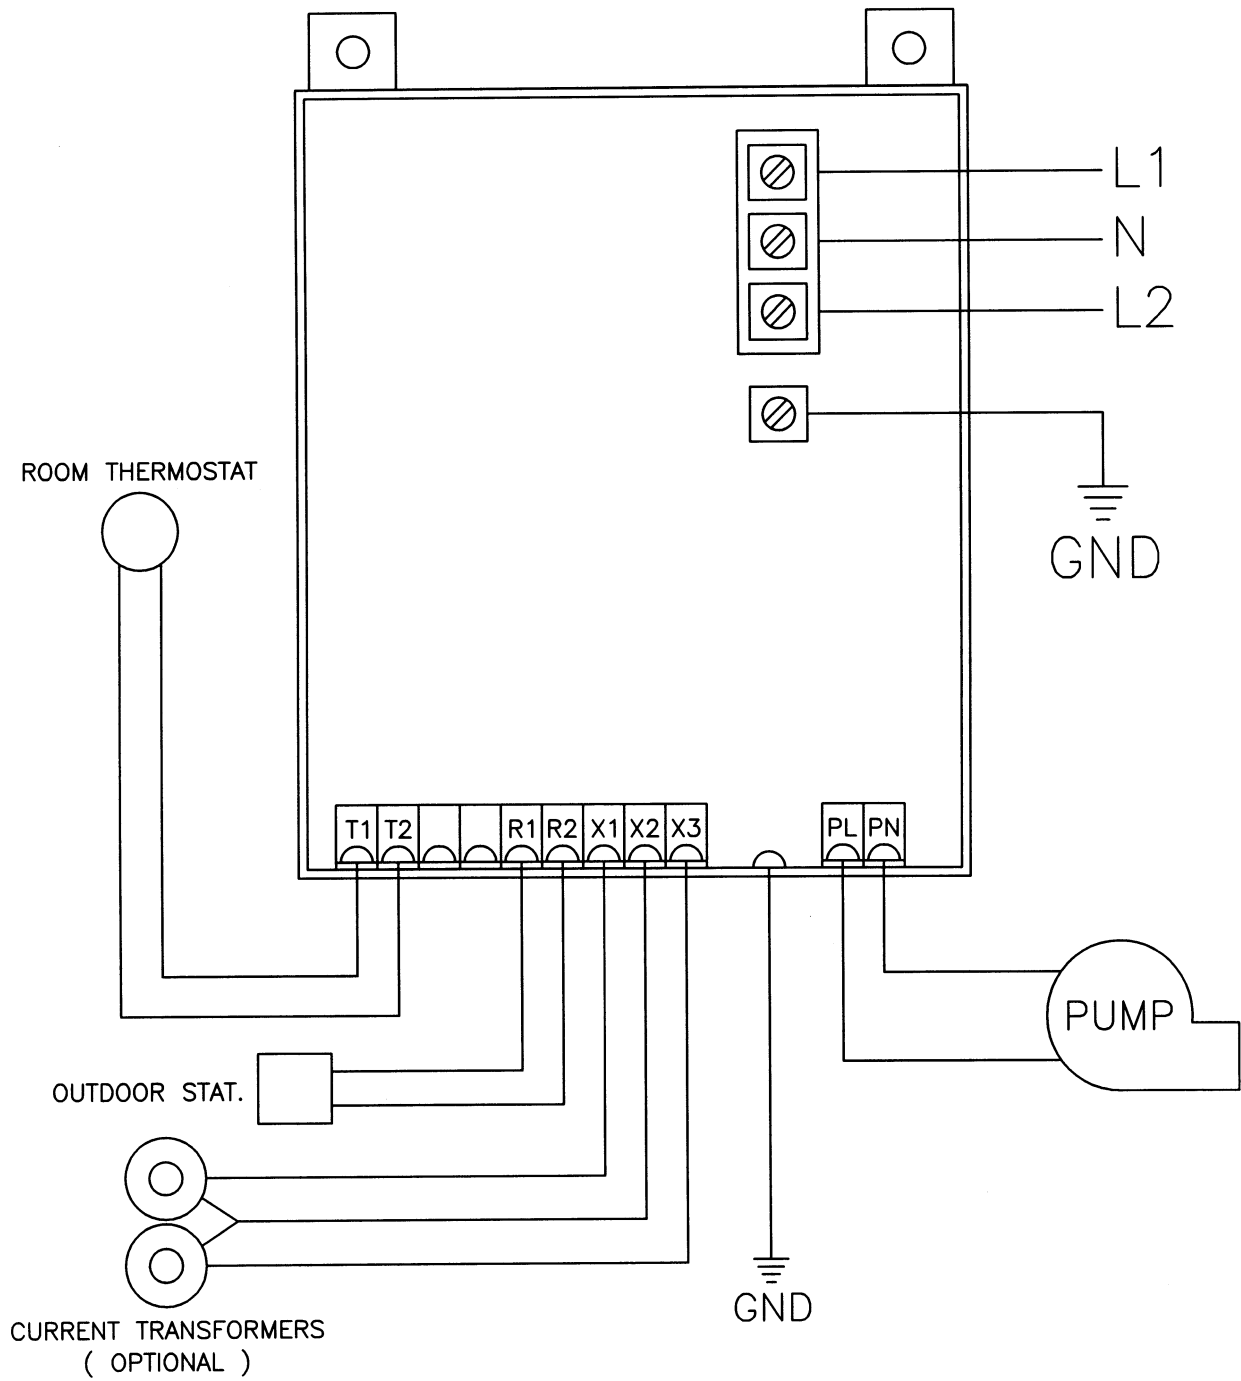 L1
N
L2
GND
ROOM THERMOSTAT
T1 T2 R1 R2 X1 X2 X3 PL PN
PUMP
OUTDOOR STAT.
GND
CURRENT TRANSFORMERS
( OPTIONAL )